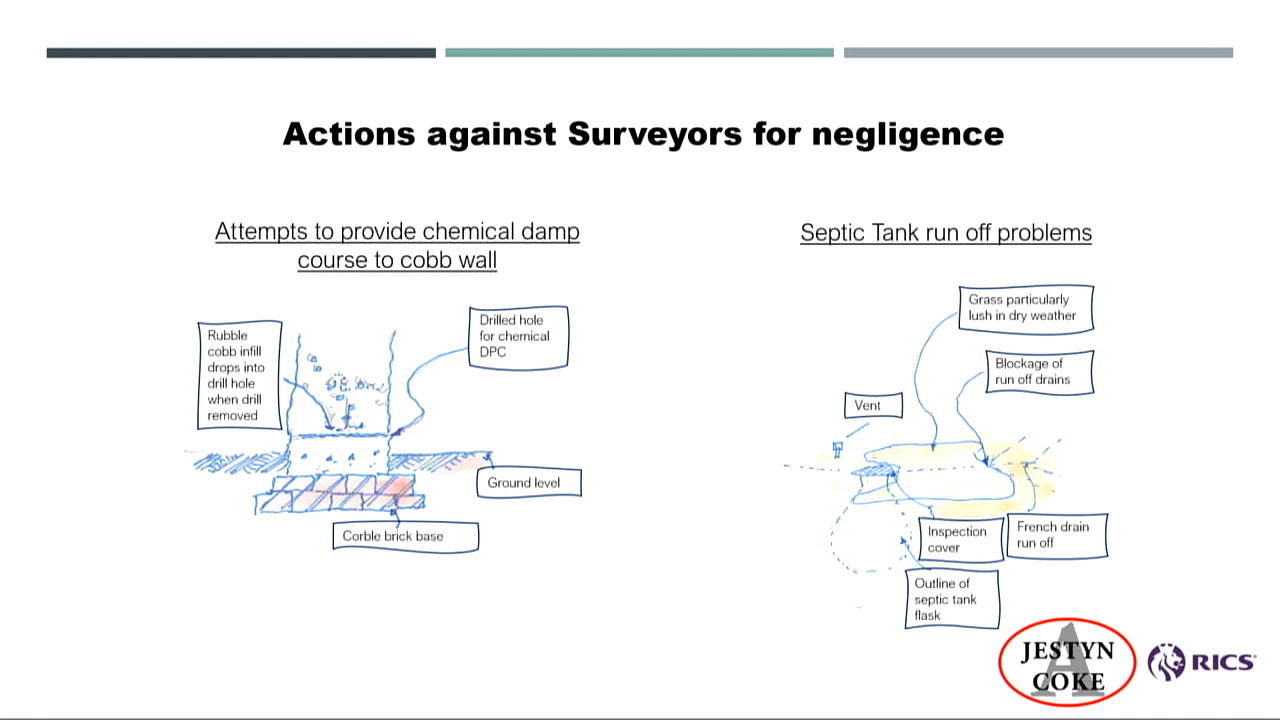 Actions against Surveyors for negligence
Attempts to provide chemical damp
course to cobb wall
Rubble
cobb infill
drops into
drill hole
when drill
removed
Drilled hole
for chemical
DPC
Ground level
Corble brick base
Septic Tank run off problems
Grass particularly
lush in dry weather
Blockage of
run off drains
Vent
Inspection
cover
French drain
run off
Outline of
septic tank
flask
A
JESTYN
COKE
RICS